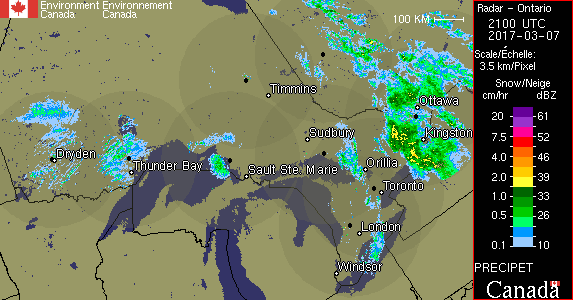 Environment Environnement
Canada Canada
100 KM
Timmins
Ottawa
Sudbury
Kingston
Dryden
Thunder Bay
Sault Ste. Marie
Orillia
Toronto
London
Windsor
Radar - Ontario
2100 UTC
2017-03-07
Scale/Échelle:
3.5 km/Pixel
Snow/Neige
cm/hr dBZ
20 61
7.5 52
4.0 46
2.0 39
1.0 33
0.5 26
0.1 10
PRECIPET
Canada